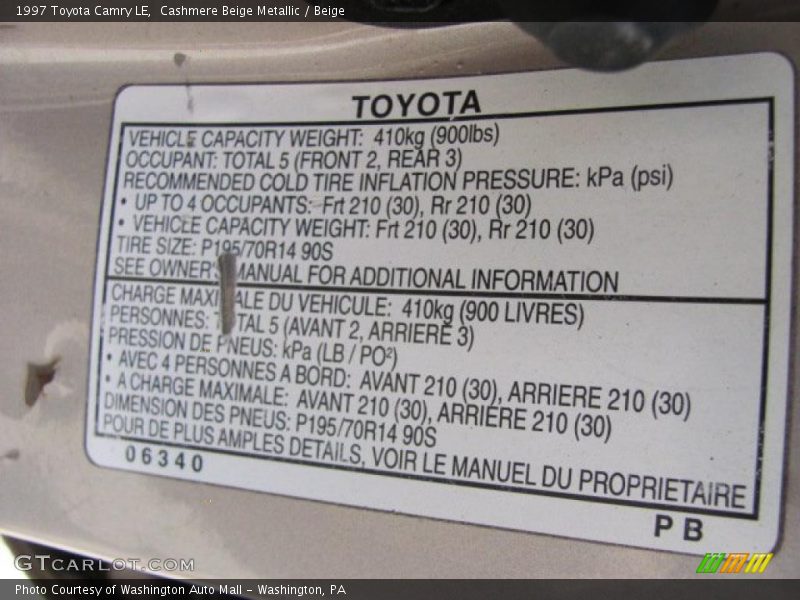 1997 Toyota Camry LE, Cashmere Beige Metallic / Beige
TOYOTA
VEHICLE CAPACITY WEIGHT: 410kg (900lbs)
OCCUPANT: TOTAL 5 (FRONT 2, REAR 3)
RECOMMENDED COLD TIRE INFLATION PRESSURE: kPa (psi)
• UP TO 4 OCCUPANTS: Frt 210 (30), Rr 210 (30)
• VEHICLE CAPACITY WEIGHT: Frt 210 (30), Rr 210 (30)
TIRE SIZE: P195/70R14 90S
SEE OWNER'S MANUAL FOR ADDITIONAL INFORMATION
CHARGE MAXIMALE DU VEHICULE: 410kg (900 LIVRES)
PERSONNES: TOTAL 5 (AVANT 2, ARRIERE 3)
PRESSION DE PNEUS: kPa (LB / PO²)
• AVEC 4 PERSONNES A BORD: AVANT 210 (30), ARRIERE 210 (30)
• A CHARGE MAXIMALE: AVANT 210 (30), ARRIERE 210 (30)
DIMENSION DES PNEUS: P195/70R14 90S
POUR DE PLUS AMPLES DETAILS, VOIR LE MANUEL DU PROPRIETAIRE
06340
PB
GTCARLOT.COM
Photo Courtesy of Washington Auto Mall - Washington, PA